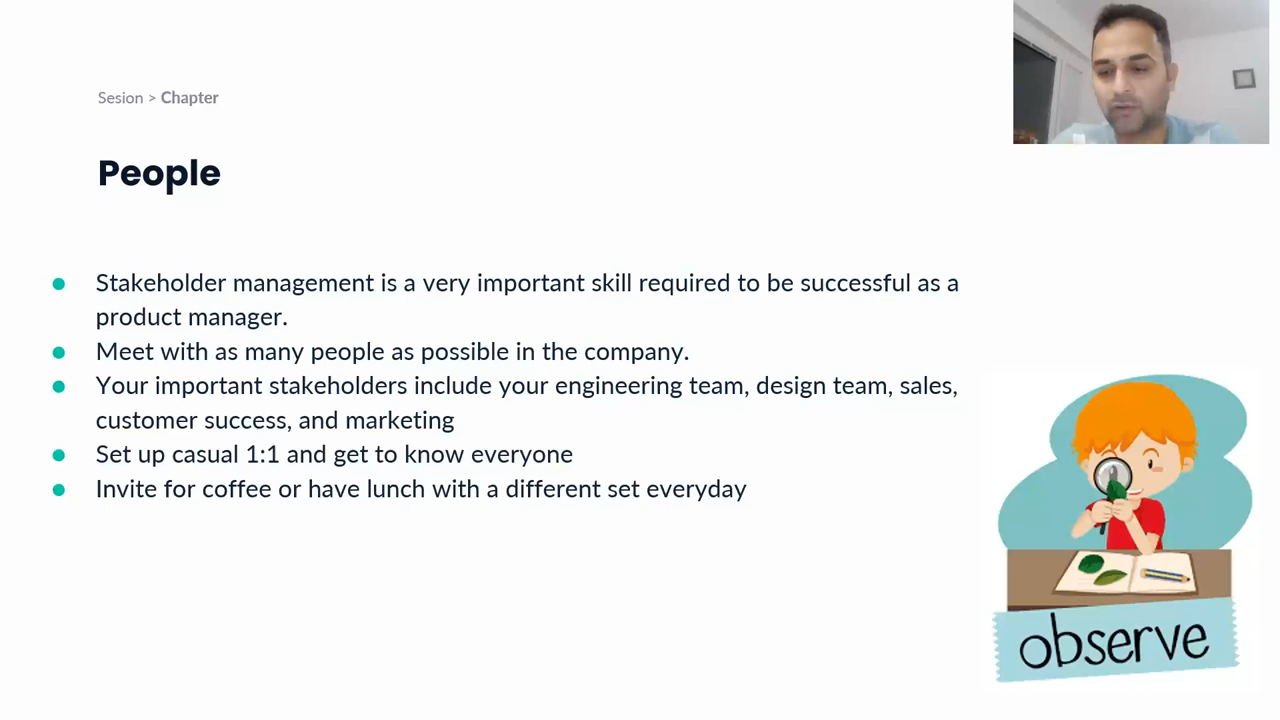 Sesion > Chapter
People
Stakeholder management is a very important skill required to be successful as a
product manager.
Meet with as many people as possible in the company.
Your important stakeholders include your engineering team, design team, sales,
customer success, and marketing
Set up casual 1:1 and get to know everyone
Invite for coffee or have lunch with a different set everyday
observe